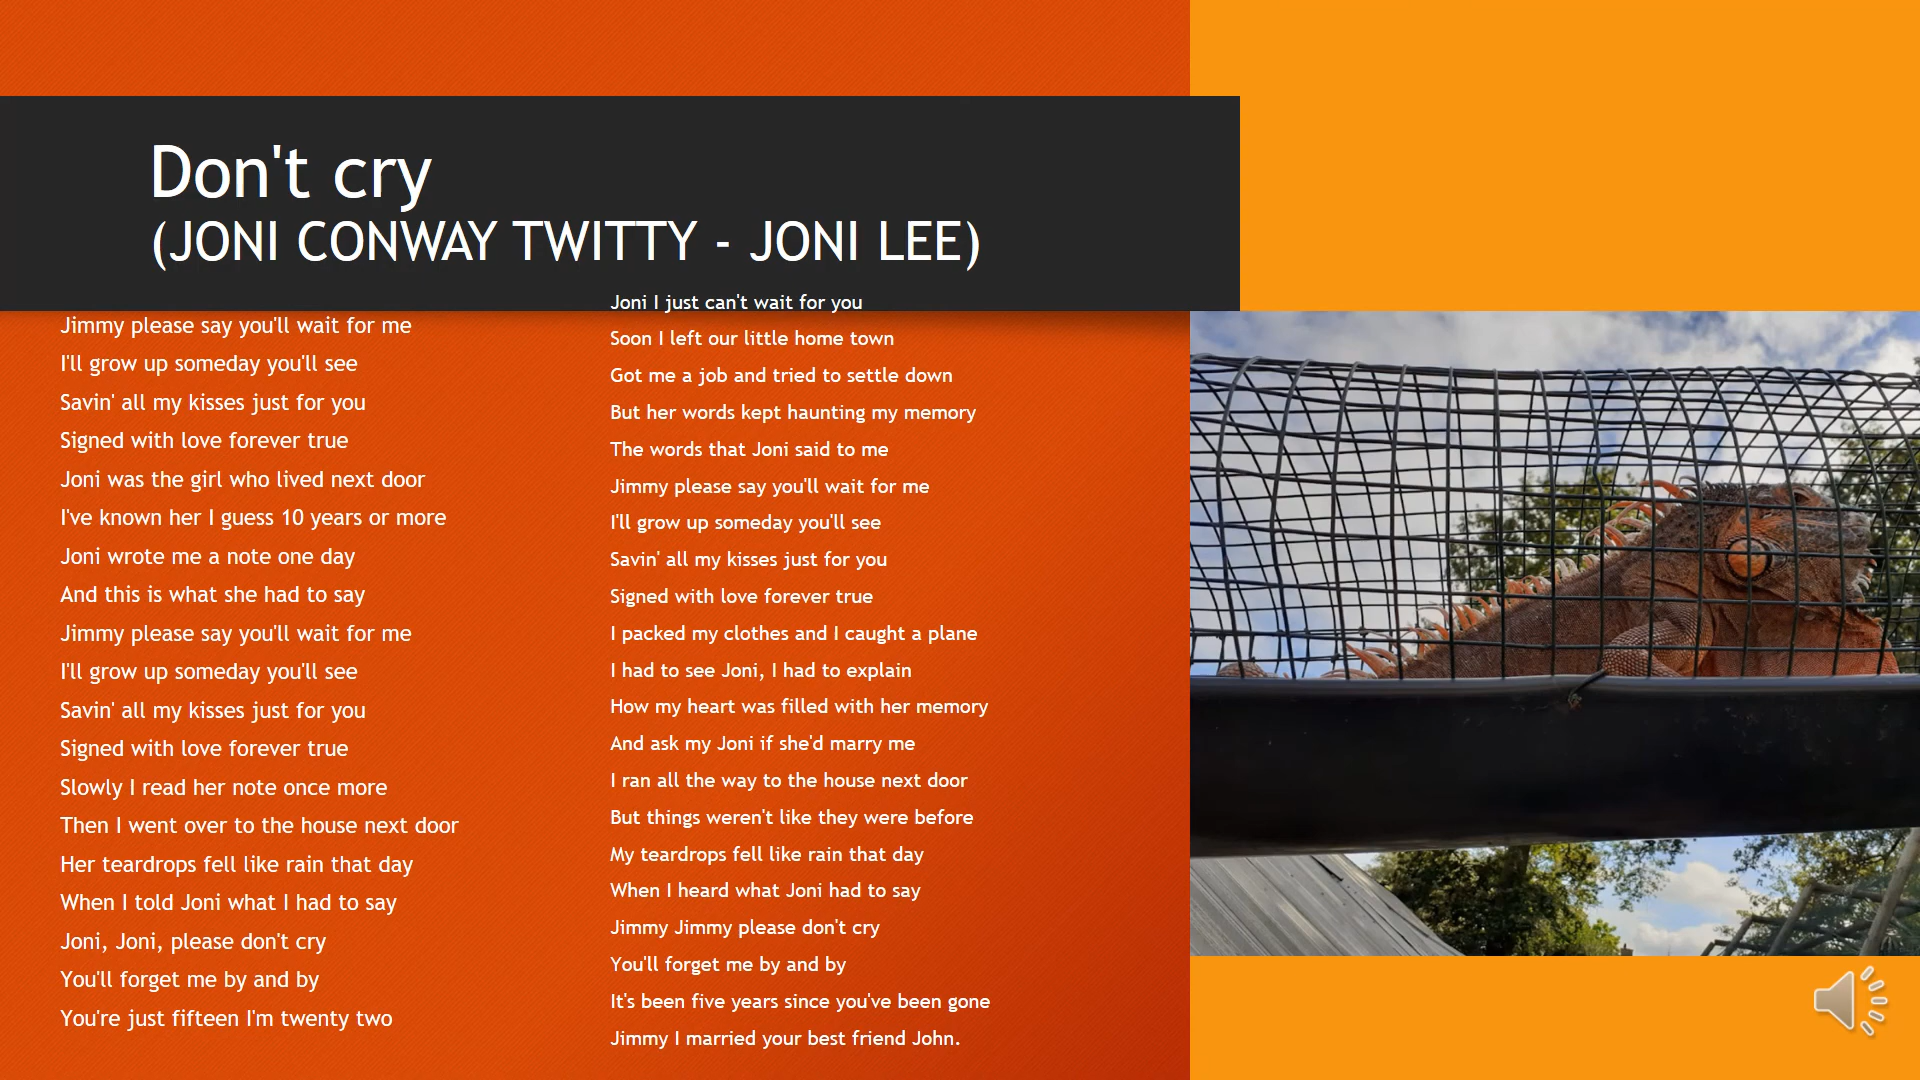 Don't cry
(JONI CONWAY TWITTY - JONI LEE)
Jimmy please say you'll wait for me
I'll grow up someday you'll see
Savin' all my kisses just for you
Signed with love forever true
Joni was the girl who lived next door
I've known her I guess 10 years or more
Joni wrote me a note one day
And this is what she had to say
Jimmy please say you'll wait for me
I'll grow up someday you'll see
Savin' all my kisses just for you
Signed with love forever true
Slowly I read her note once more
Then I went over to the house next door
Her teardrops fell like rain that day
When I told Joni what I had to say
Joni, Joni, please don't cry
You'll forget me by and by
You're just fifteen I'm twenty two
Joni I just can't wait for you
Soon I left our little home town
Got me a job and tried to settle down
But her words kept haunting my memory
The words that Joni said to me
Jimmy please say you'll wait for me
I'll grow up someday you'll see
Savin' all my kisses just for you
Signed with love forever true
I packed my clothes and I caught a plane
I had to see Joni, I had to explain
How my heart was filled with her memory
And ask my Joni if she'd marry me
I ran all the way to the house next door
But things weren't like they were before
My teardrops fell like rain that day
When I heard what Joni had to say
Jimmy Jimmy please don't cry
You'll forget me by and by
It's been five years since you've been gone
Jimmy I married your best friend John.